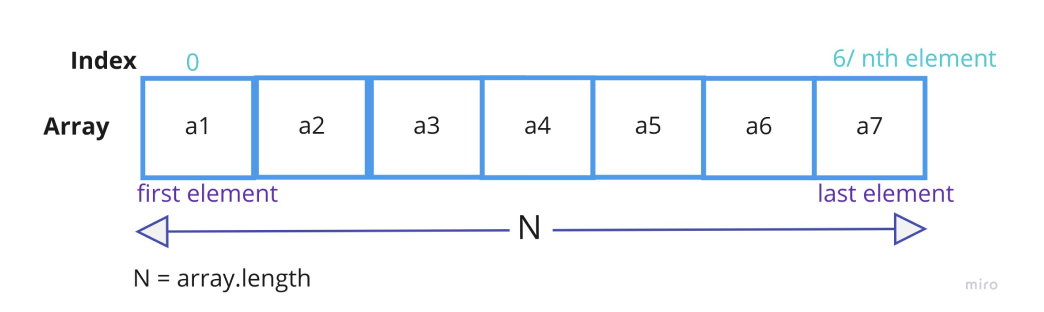 Index 0 6/ nth element
Array a1 a2 a3 a4 a5 a6 a7
first element last element
N
N = array.length
miro